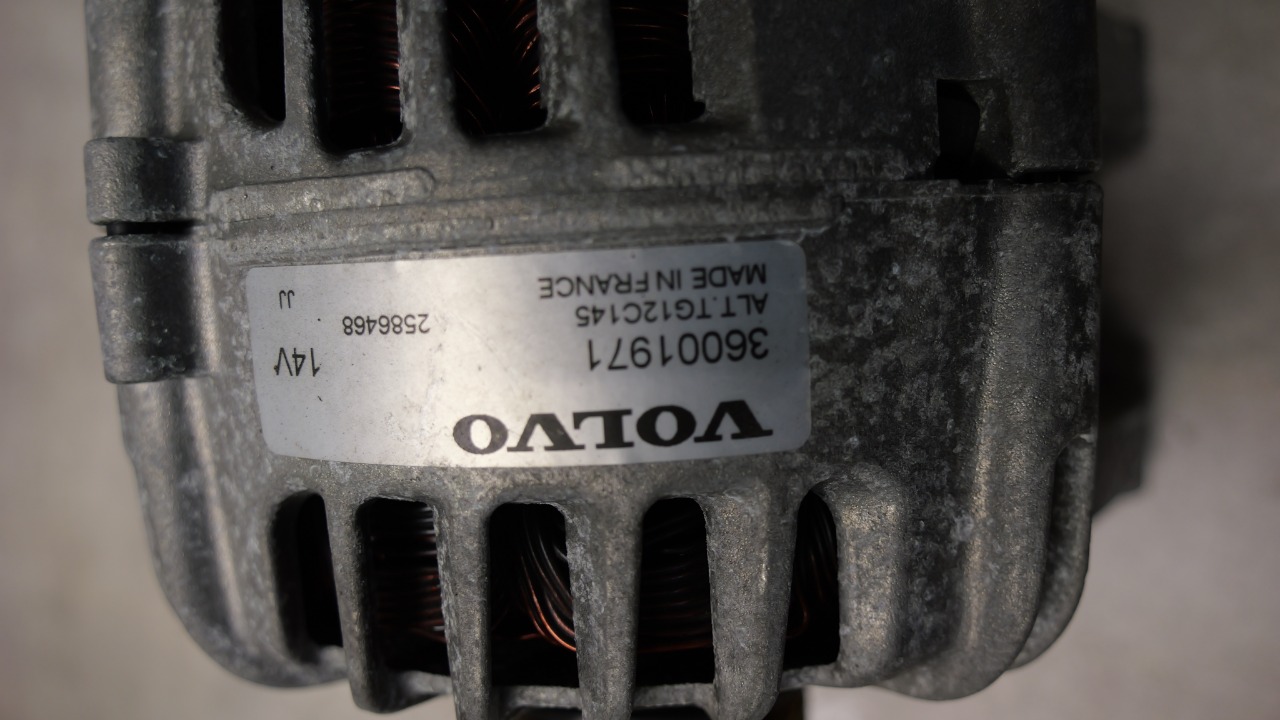 VOLVO
36001971 14V
ALT.TG12C145 2586468
MADE IN FRANCE JJ